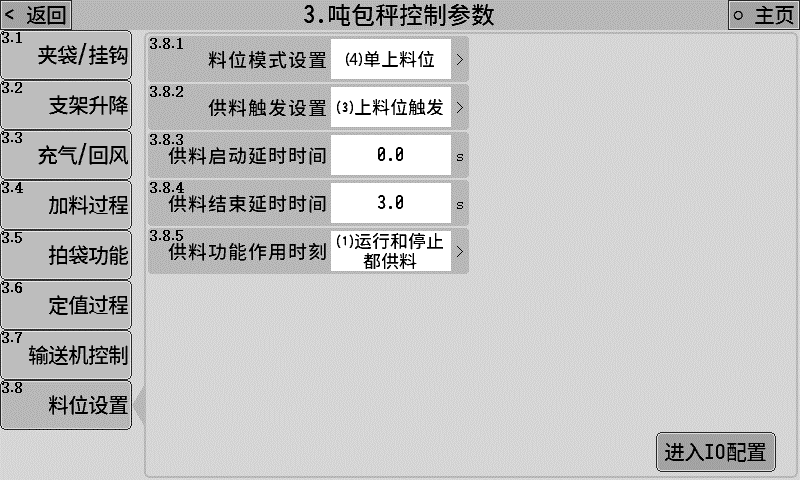 < 返回
3.吨包秤控制参数
○ 主页
3.1
夹袋/挂钩
3.2
支架升降
3.3
充气/回风
3.4
加料过程
3.5
拍袋功能
3.6
定值过程
3.7
输送机控制
3.8
料位设置
3.8.1
料位模式设置
(4)单上料位
>
3.8.2
供料触发设置
(3)上料位触发
>
3.8.3
供料启动延时时间
0.0
s
3.8.4
供料结束延时时间
3.0
s
3.8.5
供料功能作用时刻
(1)运行和停止
都供料
>
进入IO配置